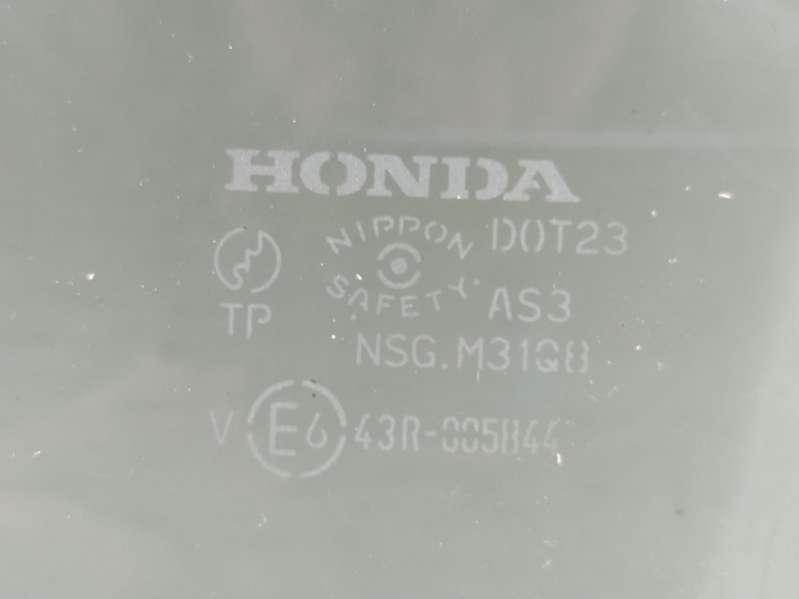 HONDA
NIPPON SAFETY
DOT23
TP
AS3
NSG.M31Q8
V E6 43R-005844